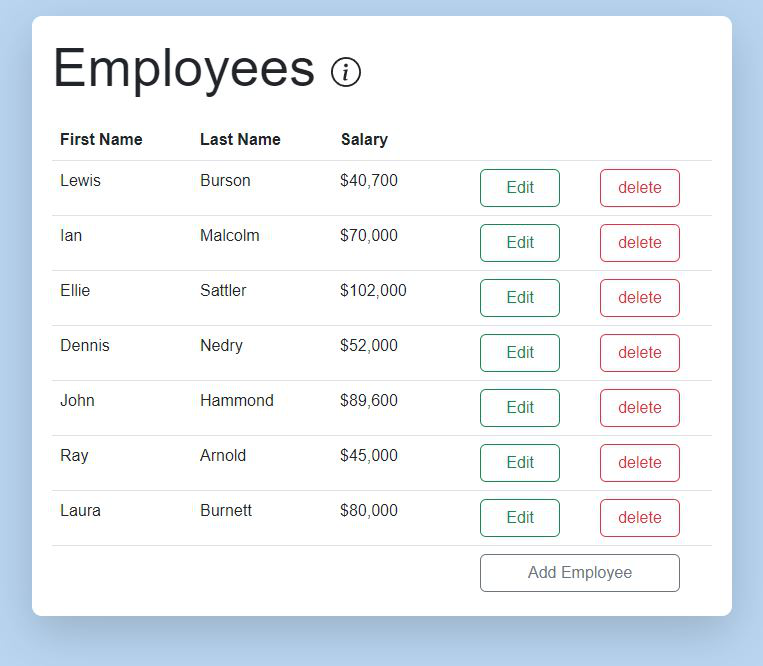 Employees i
First Name Last Name Salary
Lewis Burson $40,700 Edit delete
Ian Malcolm $70,000 Edit delete
Ellie Sattler $102,000 Edit delete
Dennis Nedry $52,000 Edit delete
John Hammond $89,600 Edit delete
Ray Arnold $45,000 Edit delete
Laura Burnett $80,000 Edit delete
Add Employee